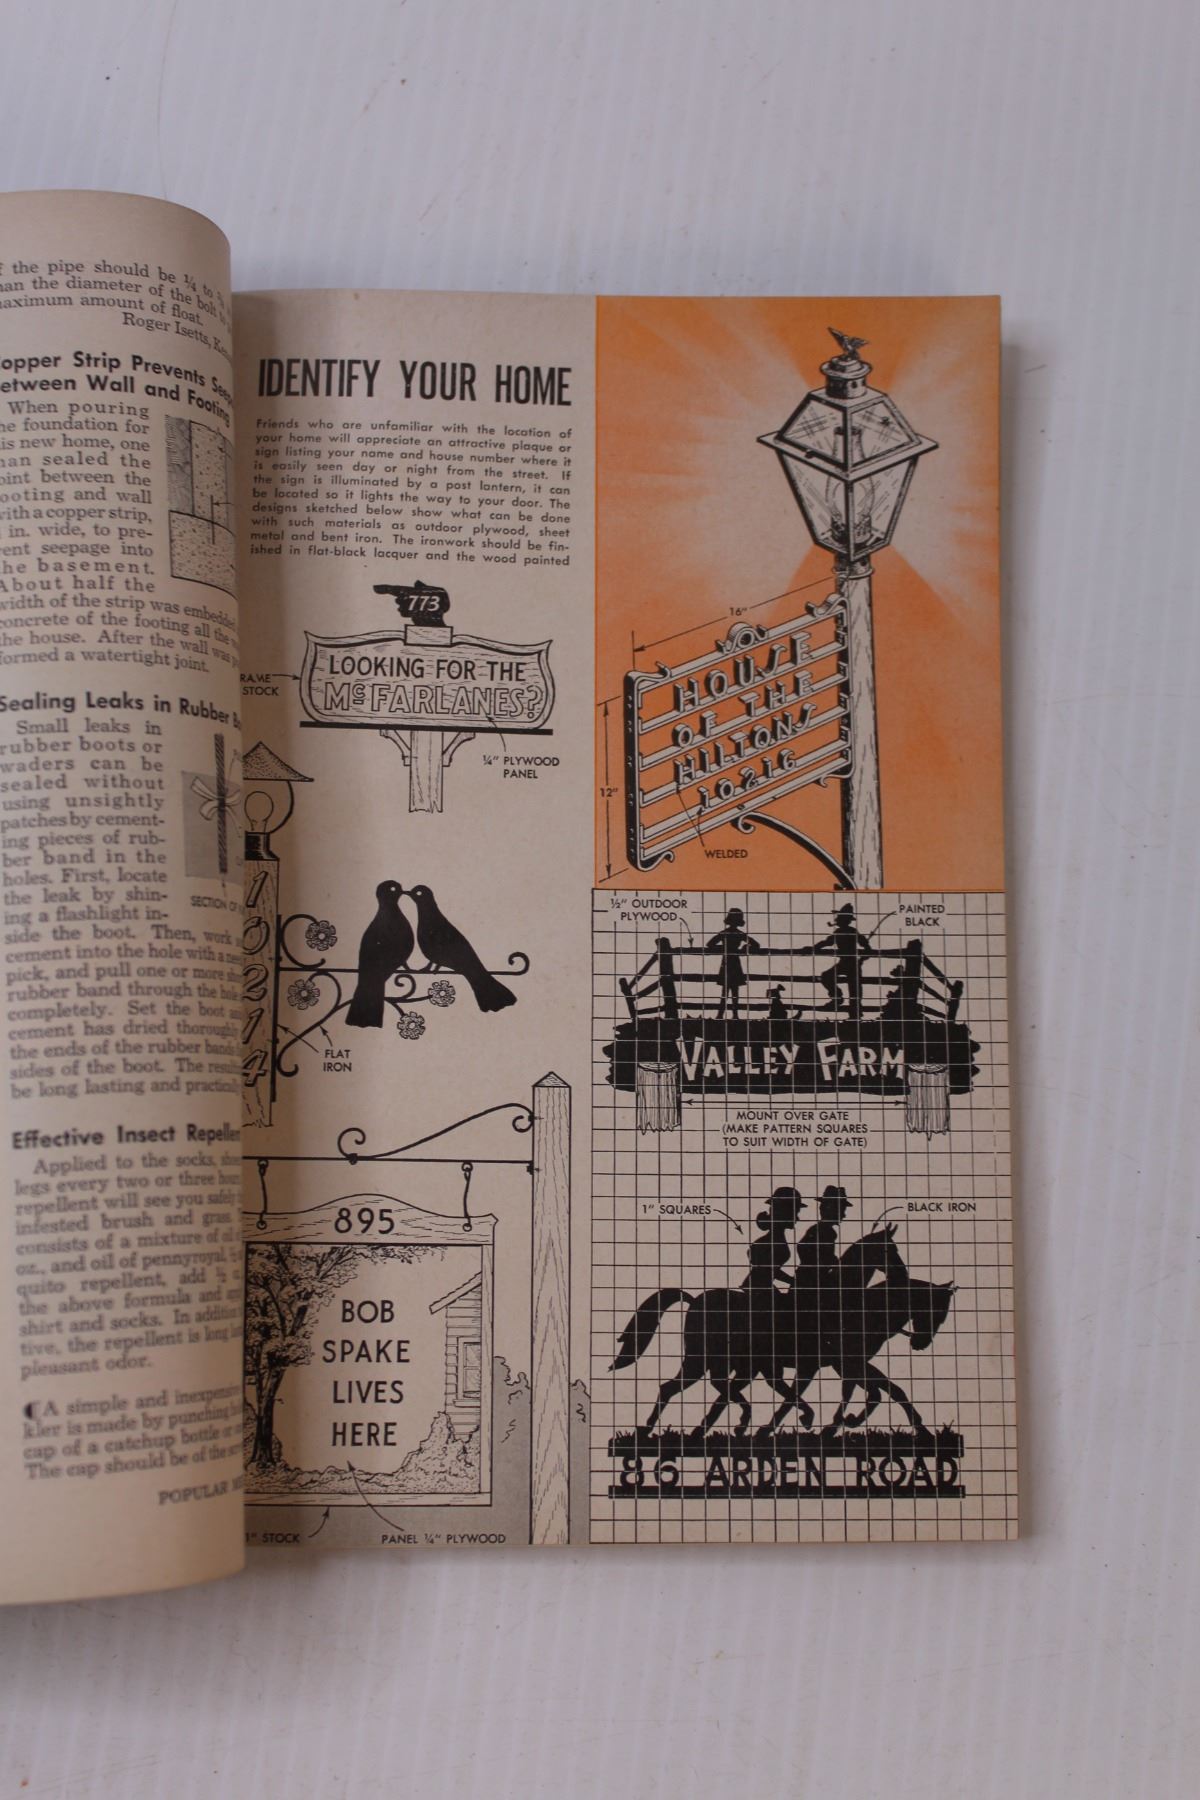 f the pipe should be ¼ to
an the diameter of the bolt to
aximum amount of float.
Roger Isetts,
opper Strip Prevents
etween Wall and Footing
When pouring
he foundation for
is new home, one
an sealed the
oint between the
ooting and wall
with a copper strip,
in. wide, to pre-
vent seepage into
he basement.
About half the
width of the strip was embedded
concrete of the footing all the
the house. After the wall was
formed a watertight joint.
Sealing Leaks in Rubber
Small leaks in
rubber boots or
waders can be
sealed without
using unsightly
patches by cement-
ing pieces of rub-
ber band in the
holes. First, locate
the leak by shin-
ing a flashlight in-
side the boot. Then, work
cement into the hole with a
pick, and pull one or more
rubber band through the hole
completely. Set the boot
cement has dried thoroughly
the ends of the rubber bands
sides of the boot. The
be long lasting and
SECTION OF
Effective Insect Repellen
Applied to the socks,
legs every two or three
repellent will see you safely
infested brush and grass.
consists of a mixture of oil
oz., and oil of pennyroyal, ½
quito repellent, add ½
the above formula and
shirt and socks. In addition
tive, the repellent is long
pleasant odor.
¶A simple and
kler is made by punching
cap of a catchup bottle or
The cap should be of the
POPULAR
IDENTIFY YOUR HOME
Friends who are unfamiliar with the location of
your home will appreciate an attractive plaque or
sign listing your name and house number where it
is easily seen day or night from the street. If
the sign is illuminated by a post lantern, it can
be located so it lights the way to your door. The
designs sketched below show what can be done
with such materials as outdoor plywood, sheet
metal and bent iron. The ironwork should be fin-
ished in flat-black lacquer and the wood painted
773
LOOKING FOR THE
McFARLANES?
RAME
STOCK
¼" PLYWOOD
PANEL
10214
FLAT
IRON
895
BOB
SPAKE
LIVES
HERE
1" STOCK
PANEL ¼" PLYWOOD
16"
HOUSE
OF THE
HILTONS
10216
12"
WELDED
½" OUTDOOR
PLYWOOD
PAINTED
BLACK
VALLEY FARM
MOUNT OVER GATE
(MAKE PATTERN SQUARES
TO SUIT WIDTH OF GATE)
1" SQUARES
BLACK IRON
86 ARDEN ROAD